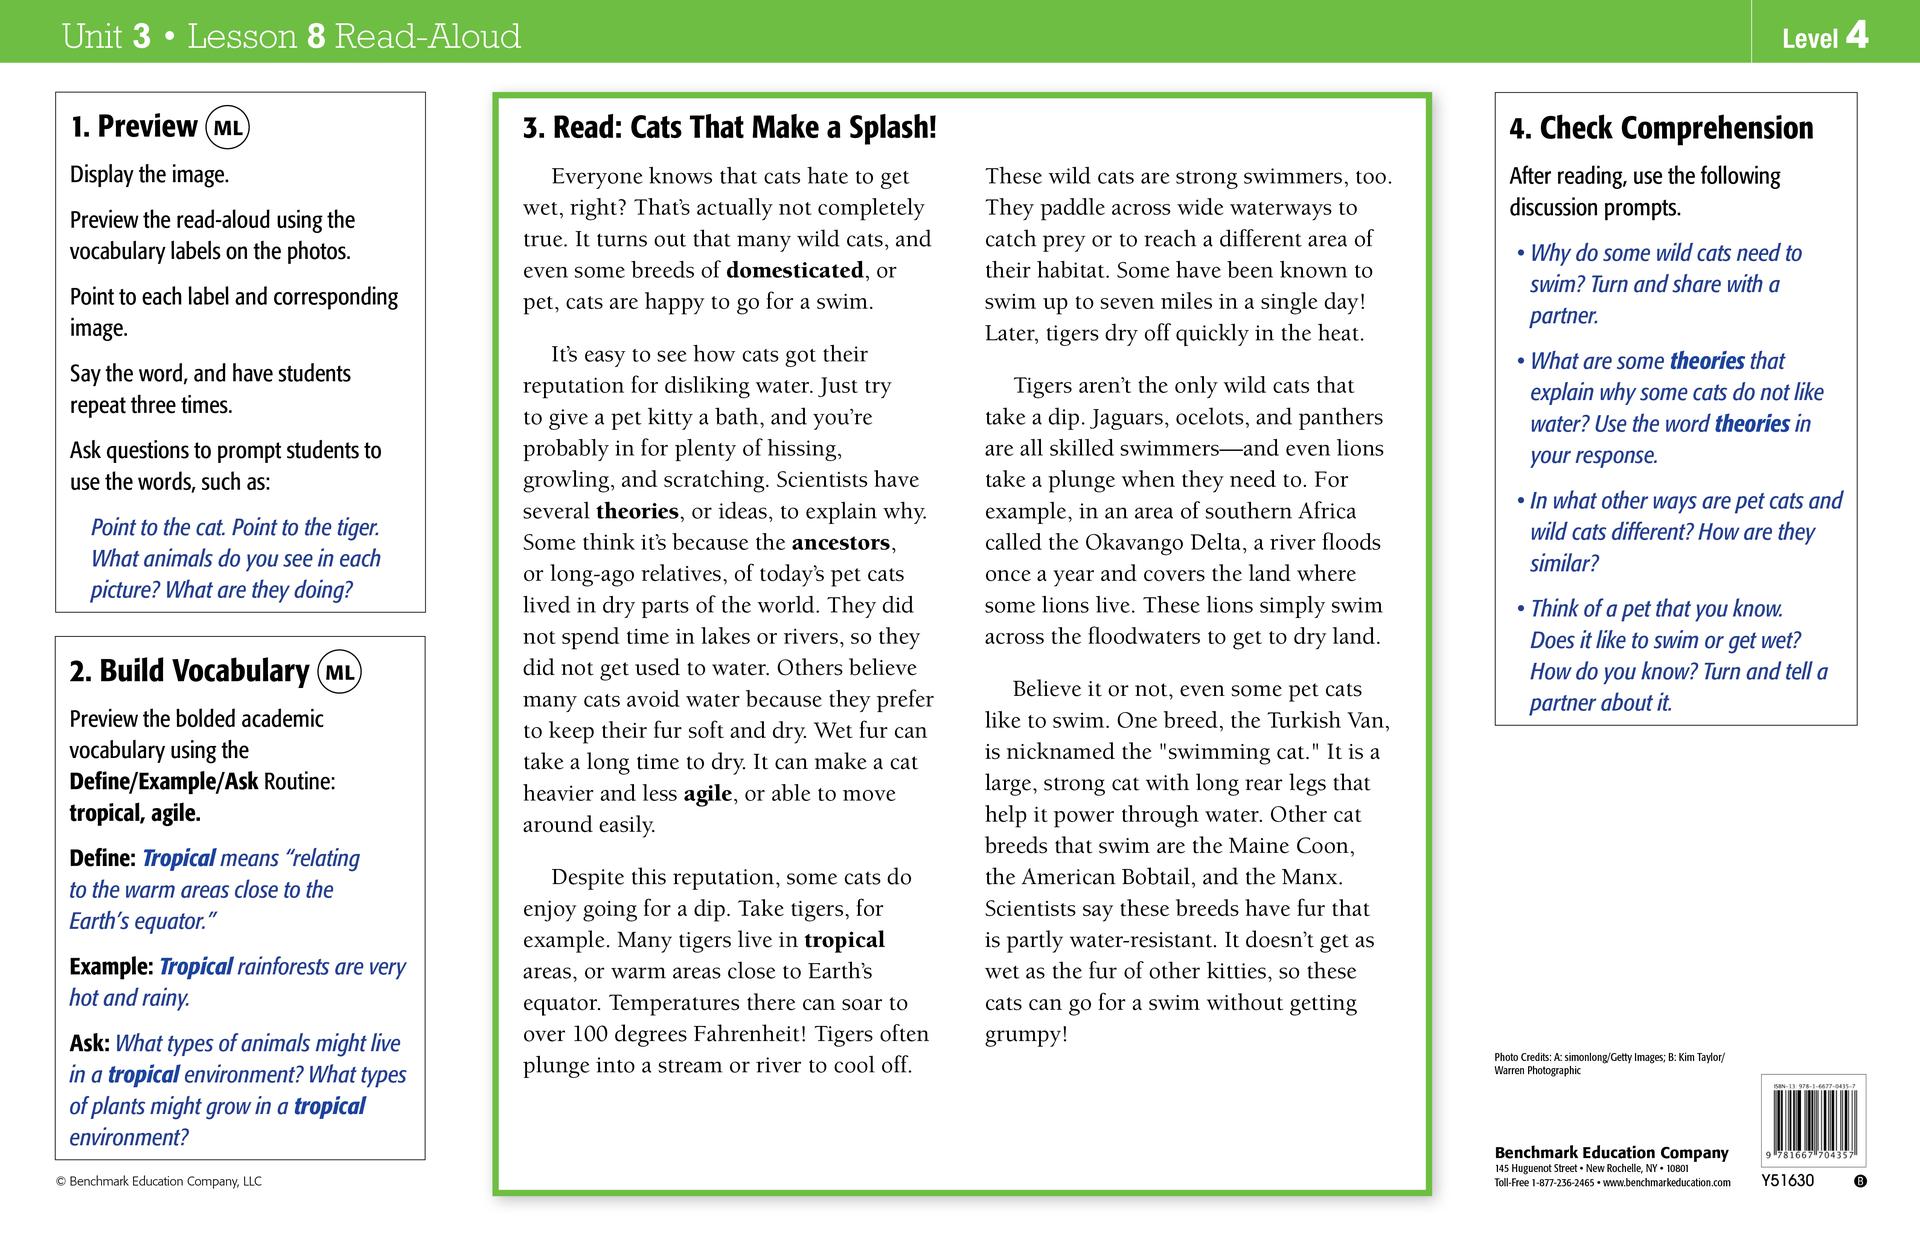 Unit 3 • Lesson 8 Read-Aloud
Level 4
1. Preview ML
Display the image.
Preview the read-aloud using the
vocabulary labels on the photos.
Point to each label and corresponding
image.
Say the word, and have students
repeat three times.
Ask questions to prompt students to
use the words, such as:
Point to the cat. Point to the tiger.
What animals do you see in each
picture? What are they doing?
2. Build Vocabulary ML
Preview the bolded academic
vocabulary using the
Define/Example/Ask Routine:
tropical, agile.
Define: Tropical means “relating
to the warm areas close to the
Earth’s equator.”
Example: Tropical rainforests are very
hot and rainy.
Ask: What types of animals might live
in a tropical environment? What types
of plants might grow in a tropical
environment?
© Benchmark Education Company, LLC
3. Read: Cats That Make a Splash!
Everyone knows that cats hate to get
wet, right? That’s actually not completely
true. It turns out that many wild cats, and
even some breeds of domesticated, or
pet, cats are happy to go for a swim.
It’s easy to see how cats got their
reputation for disliking water. Just try
to give a pet kitty a bath, and you’re
probably in for plenty of hissing,
growling, and scratching. Scientists have
several theories, or ideas, to explain why.
Some think it’s because the ancestors,
or long-ago relatives, of today’s pet cats
lived in dry parts of the world. They did
not spend time in lakes or rivers, so they
did not get used to water. Others believe
many cats avoid water because they prefer
to keep their fur soft and dry. Wet fur can
take a long time to dry. It can make a cat
heavier and less agile, or able to move
around easily.
Despite this reputation, some cats do
enjoy going for a dip. Take tigers, for
example. Many tigers live in tropical
areas, or warm areas close to Earth’s
equator. Temperatures there can soar to
over 100 degrees Fahrenheit! Tigers often
plunge into a stream or river to cool off.
These wild cats are strong swimmers, too.
They paddle across wide waterways to
catch prey or to reach a different area of
their habitat. Some have been known to
swim up to seven miles in a single day!
Later, tigers dry off quickly in the heat.
Tigers aren’t the only wild cats that
take a dip. Jaguars, ocelots, and panthers
are all skilled swimmers—and even lions
take a plunge when they need to. For
example, in an area of southern Africa
called the Okavango Delta, a river floods
once a year and covers the land where
some lions live. These lions simply swim
across the floodwaters to get to dry land.
Believe it or not, even some pet cats
like to swim. One breed, the Turkish Van,
is nicknamed the "swimming cat." It is a
large, strong cat with long rear legs that
help it power through water. Other cat
breeds that swim are the Maine Coon,
the American Bobtail, and the Manx.
Scientists say these breeds have fur that
is partly water-resistant. It doesn’t get as
wet as the fur of other kitties, so these
cats can go for a swim without getting
grumpy!
4. Check Comprehension
After reading, use the following
discussion prompts.
• Why do some wild cats need to
swim? Turn and share with a
partner.
• What are some theories that
explain why some cats do not like
water? Use the word theories in
your response.
• In what other ways are pet cats and
wild cats different? How are they
similar?
• Think of a pet that you know.
Does it like to swim or get wet?
How do you know? Turn and tell a
partner about it.
Photo Credits: A: simonlong/Getty Images; B: Kim Taylor/
Warren Photographic
Benchmark Education Company
145 Huguenot Street • New Rochelle, NY • 10801
Toll-Free 1-877-236-2465 • www.benchmarkeducation.com
ISBN-13 978-1-6677-0435-7
9 781667 704357
Y51630
B